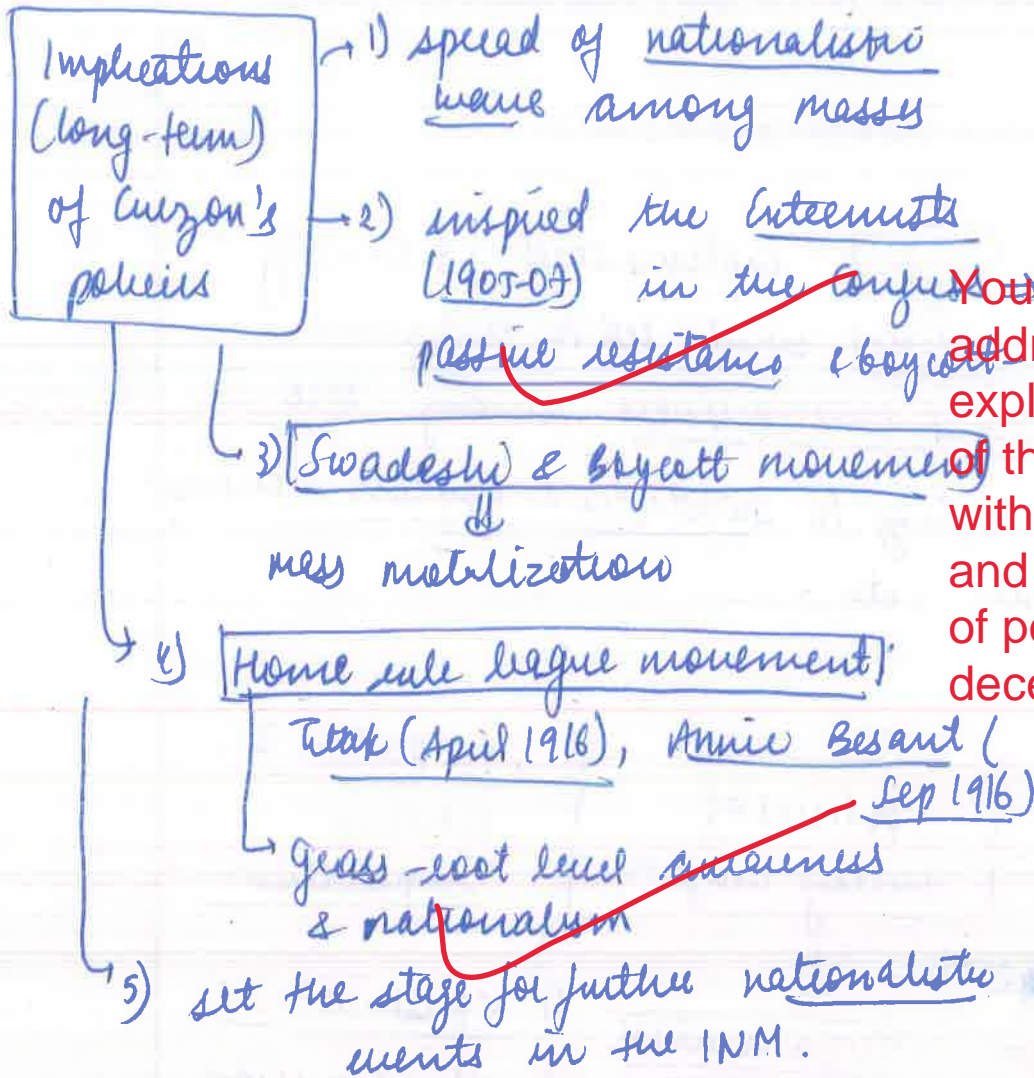 Implications
(long-term)
of Curzon's
policies
1) spread of nationalistic
wave among masses
2) inspired the Extremists
(1905-07) in the Congress →
passive resistance & boycott
3) Swadeshi & Boycott movement
⇓
mass mobilization
4) Home rule league movement
Tilak (April 1916), Annie Besant (
Sep 1916)
grass-root level awareness
& nationalism
5) set the stage for further nationalistic
events in the INM.
You
addr
expl
of th
with
and
of po
dece